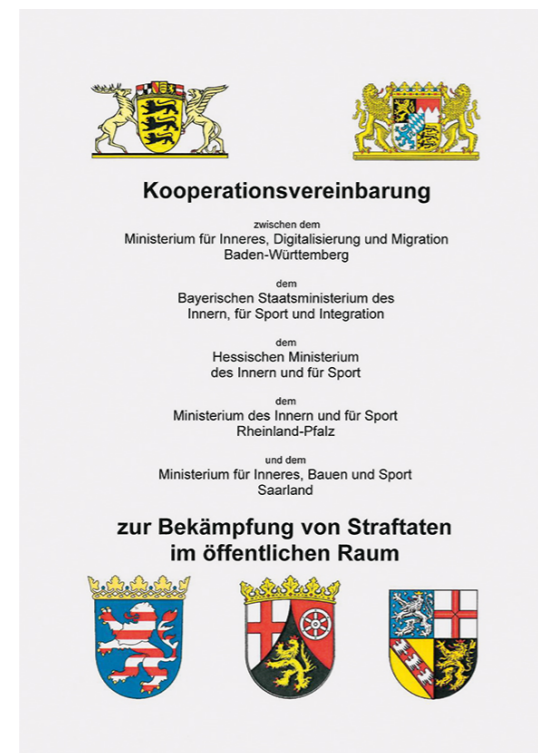 Kooperationsvereinbarung
zwischen dem
Ministerium für Inneres, Digitalisierung und Migration
Baden-Württemberg
dem
Bayerischen Staatsministerium des
Innern, für Sport und Integration
dem
Hessischen Ministerium
des Innern und für Sport
dem
Ministerium des Innern und für Sport
Rheinland-Pfalz
und dem
Ministerium für Inneres, Bauen und Sport
Saarland
zur Bekämpfung von Straftaten
im öffentlichen Raum